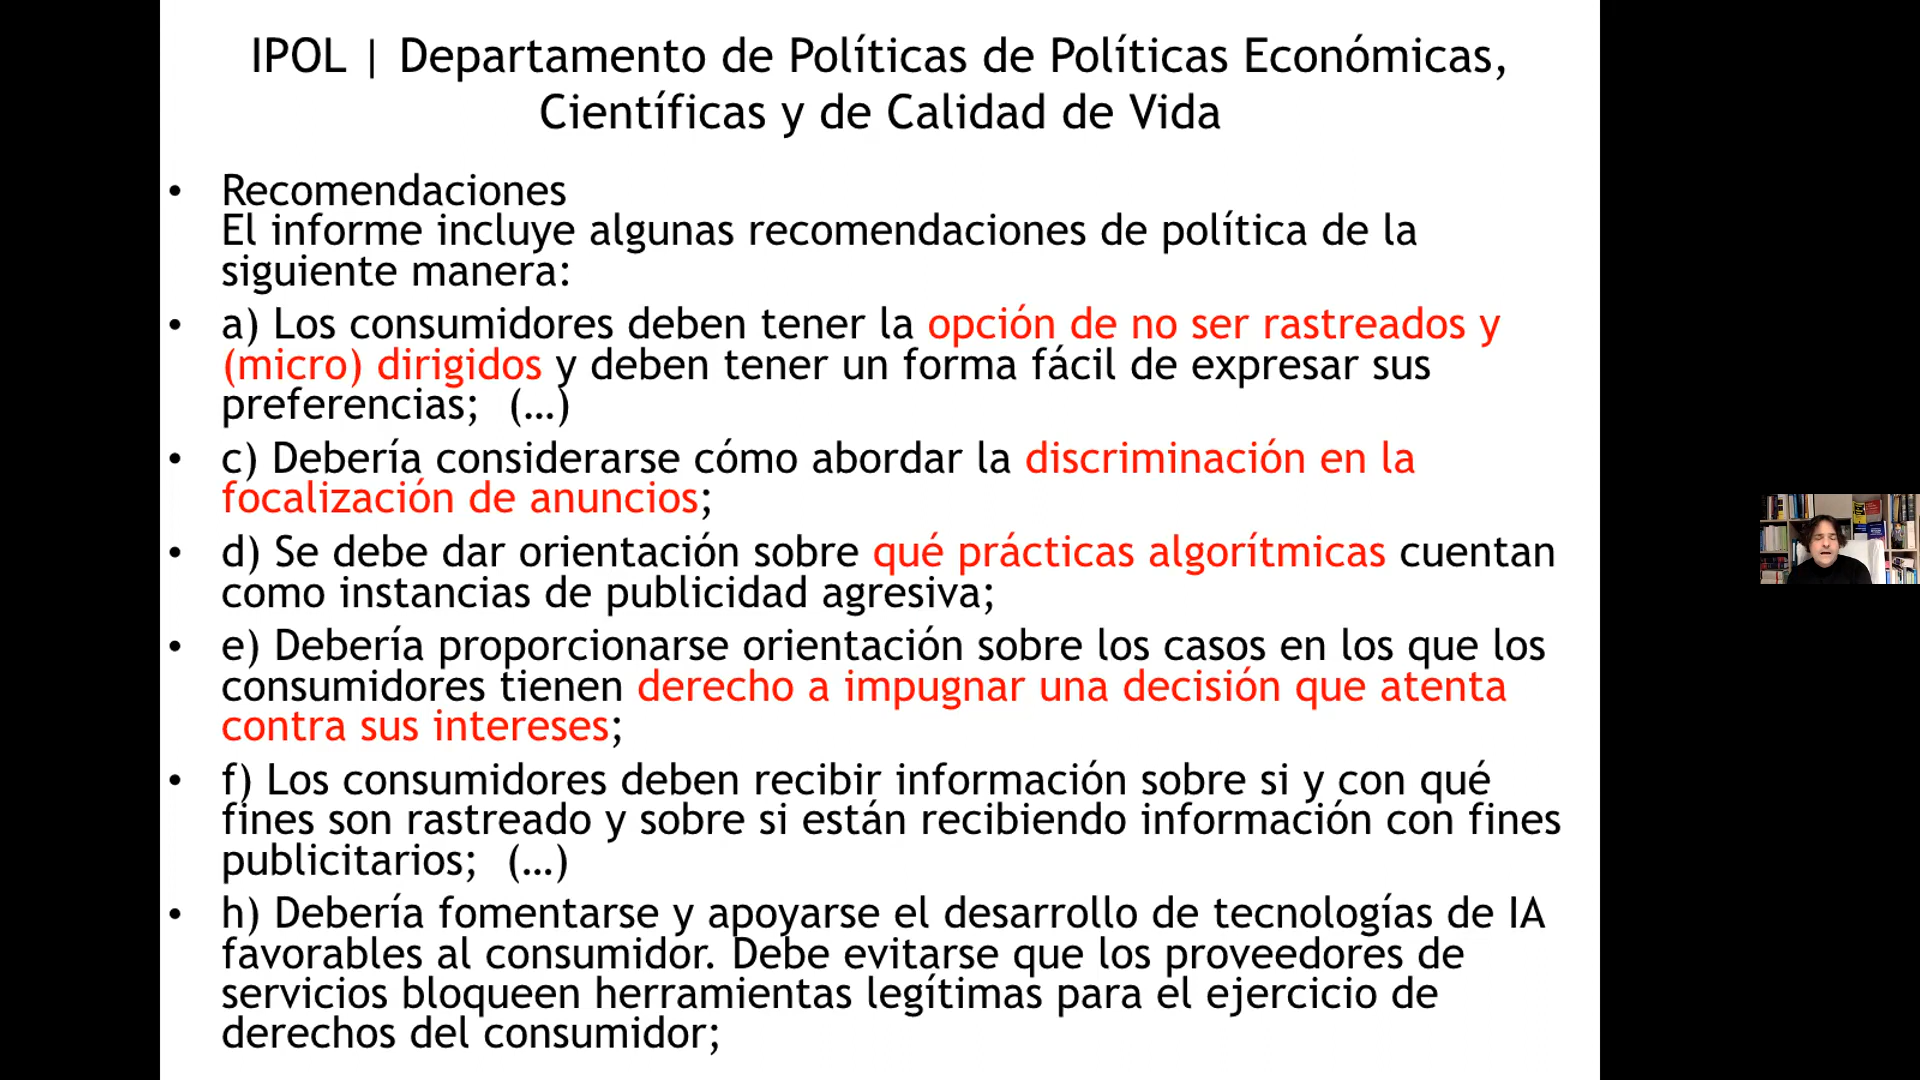 IPOL | Departamento de Políticas de Políticas Económicas,
Científicas y de Calidad de Vida
• Recomendaciones
El informe incluye algunas recomendaciones de política de la
siguiente manera:
• a) Los consumidores deben tener la opción de no ser rastreados y
(micro) dirigidos y deben tener un forma fácil de expresar sus
preferencias; (...)
• c) Debería considerarse cómo abordar la discriminación en la
focalización de anuncios;
• d) Se debe dar orientación sobre qué prácticas algorítmicas cuentan
como instancias de publicidad agresiva;
• e) Debería proporcionarse orientación sobre los casos en los que los
consumidores tienen derecho a impugnar una decisión que atenta
contra sus intereses;
• f) Los consumidores deben recibir información sobre si y con qué
fines son rastreado y sobre si están recibiendo información con fines
publicitarios; (...)
• h) Debería fomentarse y apoyarse el desarrollo de tecnologías de IA
favorables al consumidor. Debe evitarse que los proveedores de
servicios bloqueen herramientas legítimas para el ejercicio de
derechos del consumidor;